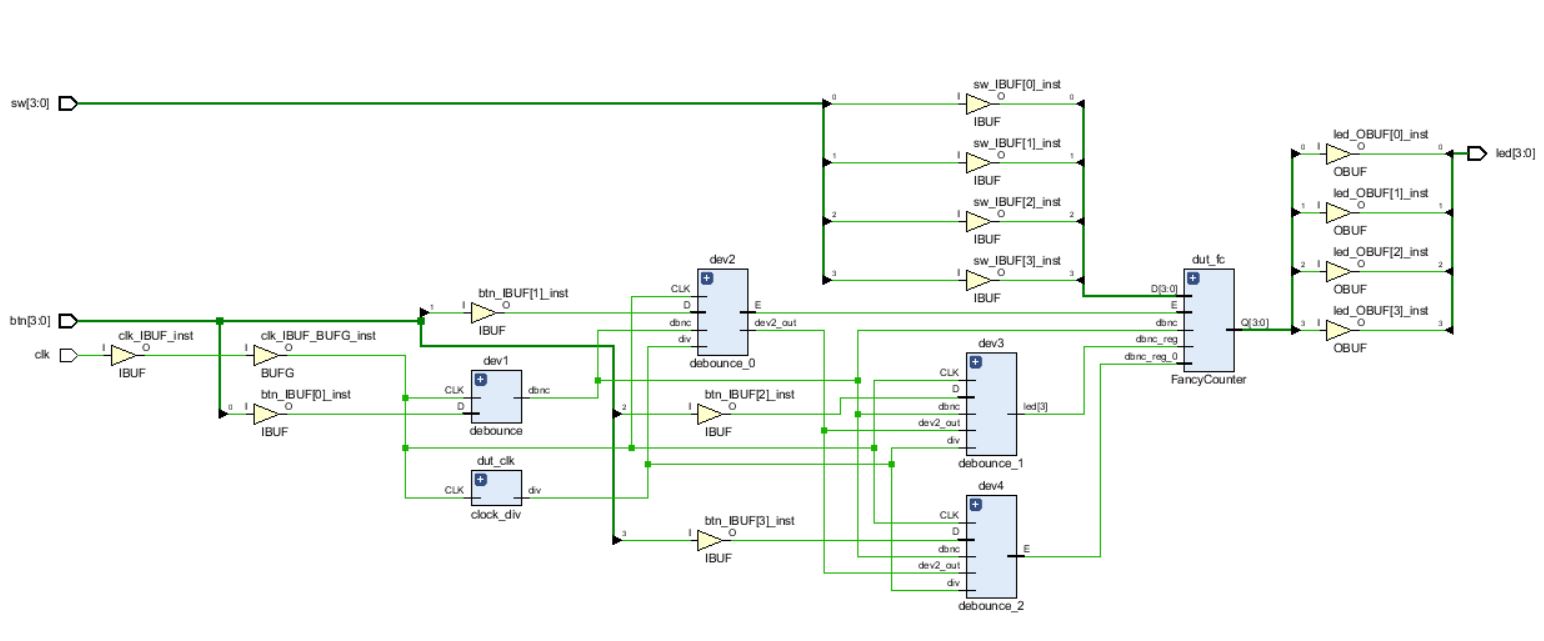 sw[3:0]
0
I
sw_IBUF[0]_inst
O
0
IBUF
1
I
sw_IBUF[1]_inst
O
1
IBUF
2
I
sw_IBUF[2]_inst
O
2
IBUF
3
I
sw_IBUF[3]_inst
O
3
IBUF
0
I
led_OBUF[0]_inst
O
0
OBUF
led[3:0]
1
I
led_OBUF[1]_inst
O
1
OBUF
2
I
led_OBUF[2]_inst
O
2
OBUF
3
I
led_OBUF[3]_inst
O
3
OBUF
btn[3:0]
clk
I
clk_IBUF_inst
O
IBUF
I
clk_IBUF_BUFG_inst
O
BUFG
0
I
btn_IBUF[0]_inst
O
IBUF
1
I
btn_IBUF[1]_inst
O
IBUF
dev1
CLK
D
dbnc
debounce
dut_clk
CLK
div
clock_div
dev2
CLK
D
dbnc
div
E
dev2_out
debounce_0
2
I
btn_IBUF[2]_inst
O
IBUF
3
I
btn_IBUF[3]_inst
O
IBUF
dev3
CLK
D
dbnc
dev2_out
div
led[3]
debounce_1
dev4
CLK
D
dbnc
dev2_out
div
E
debounce_2
dut_fc
D[3:0]
E
dbnc
dbnc_reg
dbnc_reg_0
Q[3:0]
FancyCounter